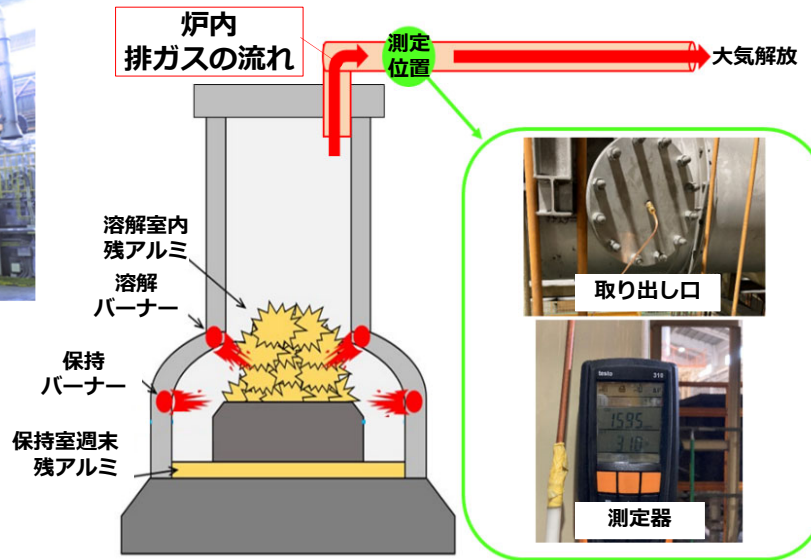 炉内
排ガスの流れ
測定
位置
大気解放
溶解室内
残アルミ
溶解
バーナー
保持
バーナー
保持室週末
残アルミ
取り出し口
testo 310
測定器